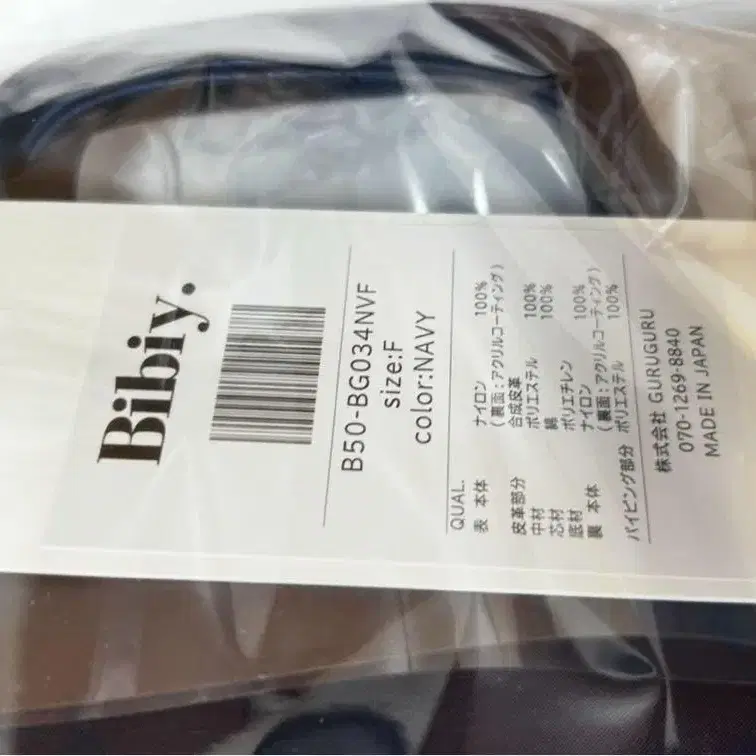 Bibiy.
B50-BG034NVF
size:F
color:NAVY
QUAL.
表 本体 ナイロン 100%
(裏面:アクリルコーティング)
皮革部分 合成皮革
中材 ポリエステル 100%
芯材 綿 100%
底材 ポリエチレン
裏 本体 ナイロン 100%
(裏面:アクリルコーティング)
パイピング部分 ポリエステル 100%
株式会社 GURUGURU
070-1269-8840
MADE IN JAPAN